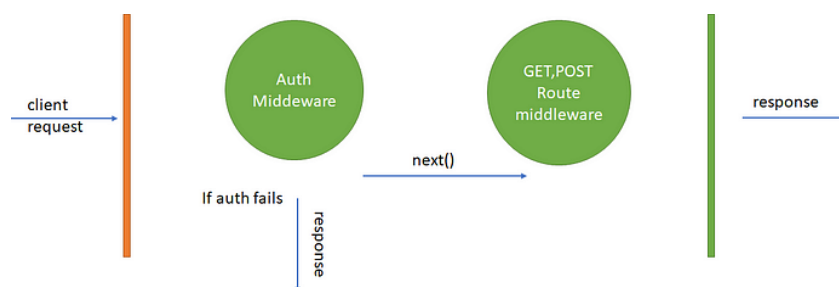 client
request
Auth
Middeware
If auth fails
response
next()
GET,POST
Route
middleware
response